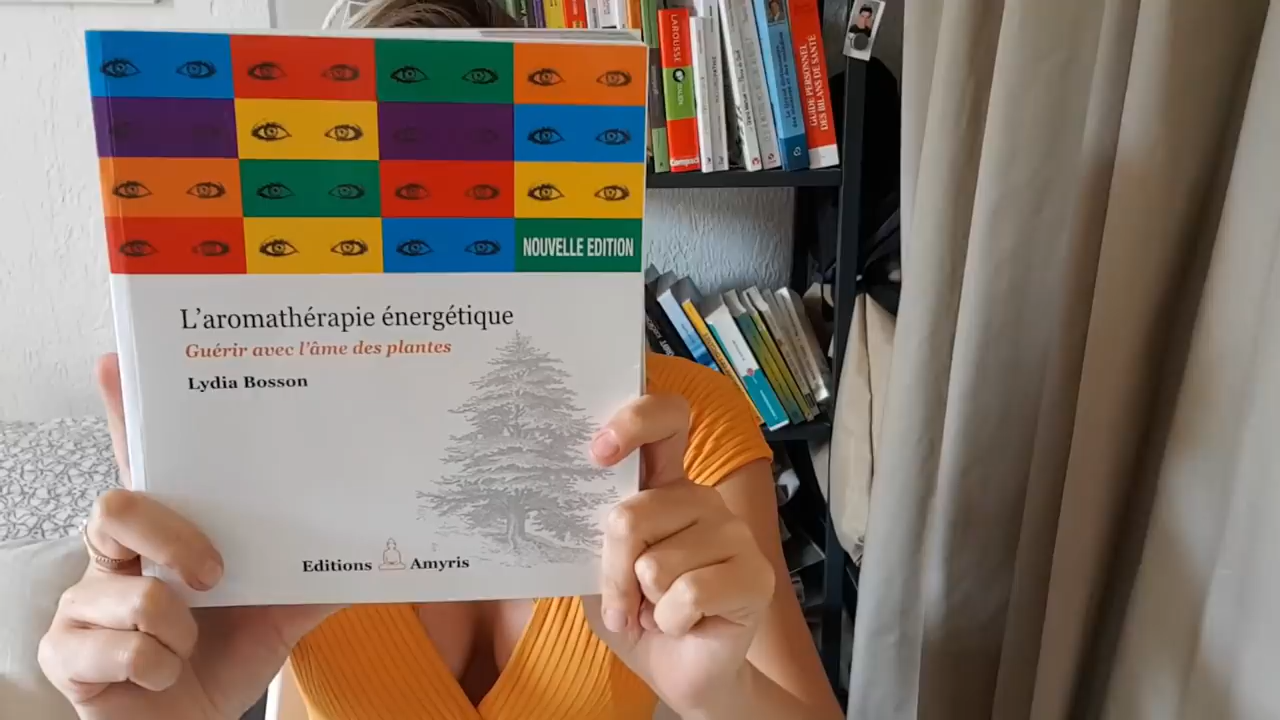 NOUVELLE EDITION
L'aromathérapie énergétique
Guérir avec l'âme des plantes
Lydia Bosson
Editions Amyris
LAROUSSE
Compact
GUIDE PERSONNEL
DES BILANS DE SANTÉ